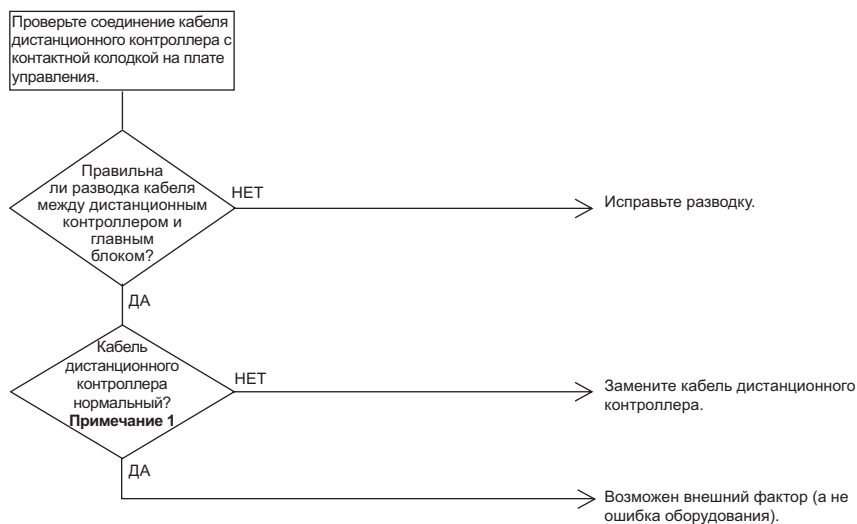 Проверьте соединение кабеля
дистанционного контроллера с
контактной колодкой на плате
управления.
Правильна
ли разводка кабеля
между дистанционным
контроллером и
главным
блоком?
НЕТ
Исправьте разводку.
ДА
Кабель
дистанционного
контроллера
нормальный?
Примечание 1
НЕТ
Замените кабель дистанционного
контроллера.
ДА
Возможен внешний фактор (а не
ошибка оборудования).